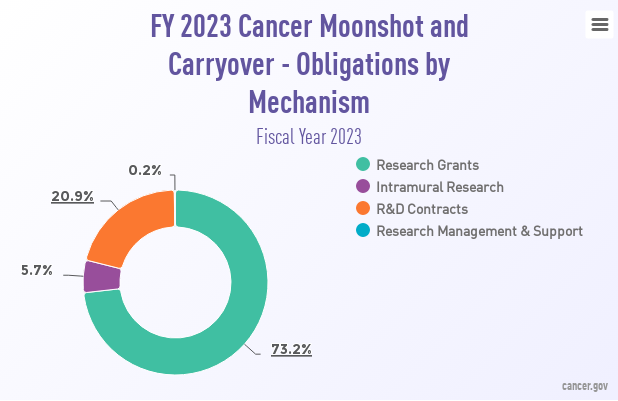 FY 2023 Cancer Moonshot and
Carryover - Obligations by
Mechanism
Fiscal Year 2023
Research Grants
Intramural Research
R&D Contracts
Research Management & Support
0.2%
20.9%
5.7%
73.2%
cancer.gov